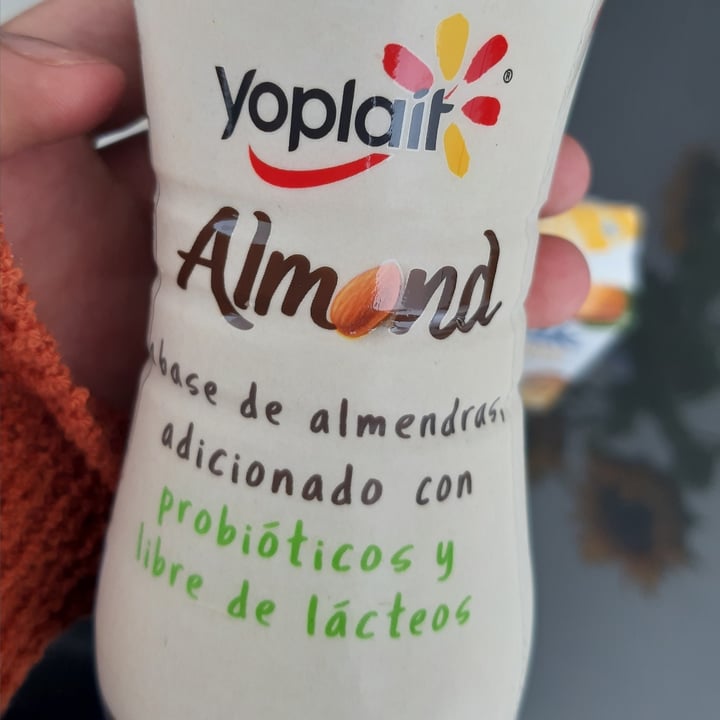 yoplait®
Almond
a base de almendras,
adicionado con
probióticos y
libre de lácteos